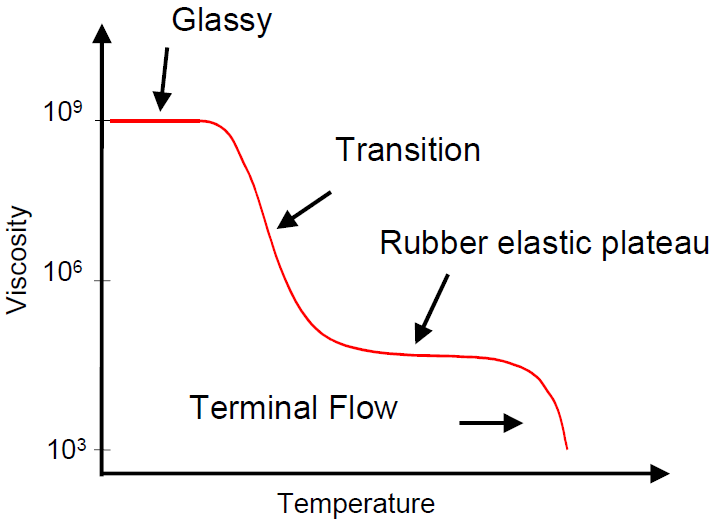 Glassy
10⁹
Transition
Rubber elastic plateau
Viscosity
10⁶
Terminal Flow
10³
Temperature